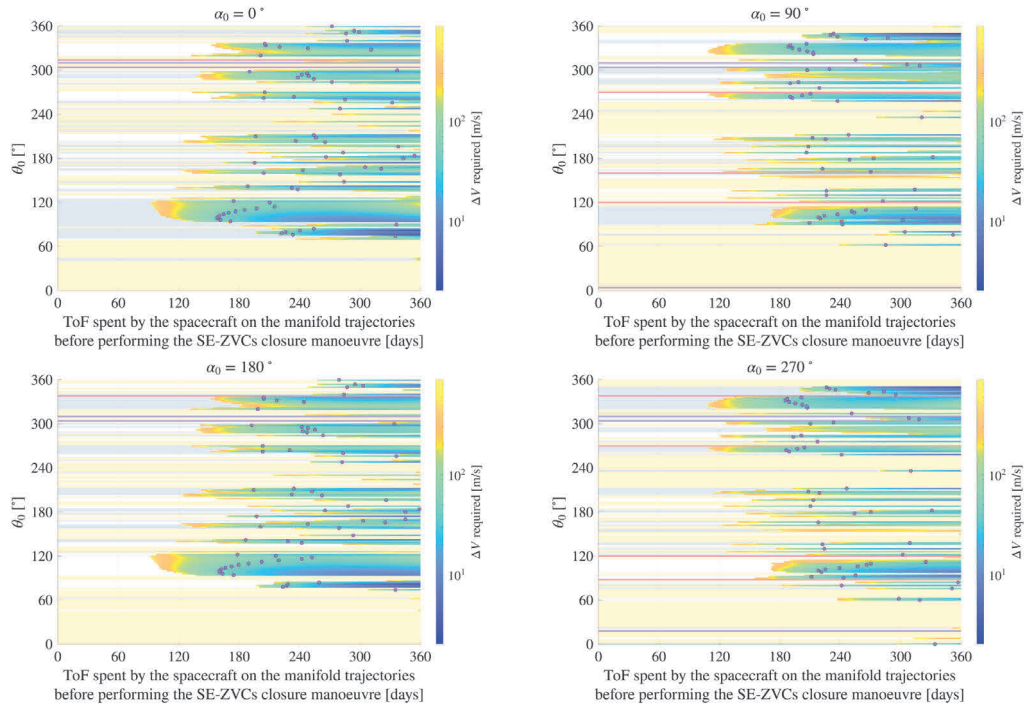 α₀ = 0°
360
300
240
180
120
60
0
θ₀ [°]
0 60 120 180 240 300 360
ToF spent by the spacecraft on the manifold trajectories
before performing the SE-ZVCs closure manoeuvre [days]
10²
10¹
ΔV required [m/s]
α₀ = 90°
360
300
240
180
120
60
0
θ₀ [°]
0 60 120 180 240 300 360
ToF spent by the spacecraft on the manifold trajectories
before performing the SE-ZVCs closure manoeuvre [days]
10²
10¹
ΔV required [m/s]
α₀ = 180°
360
300
240
180
120
60
0
θ₀ [°]
0 60 120 180 240 300 360
ToF spent by the spacecraft on the manifold trajectories
before performing the SE-ZVCs closure manoeuvre [days]
10²
10¹
ΔV required [m/s]
α₀ = 270°
360
300
240
180
120
60
0
θ₀ [°]
0 60 120 180 240 300 360
ToF spent by the spacecraft on the manifold trajectories
before performing the SE-ZVCs closure manoeuvre [days]
10²
10¹
ΔV required [m/s]